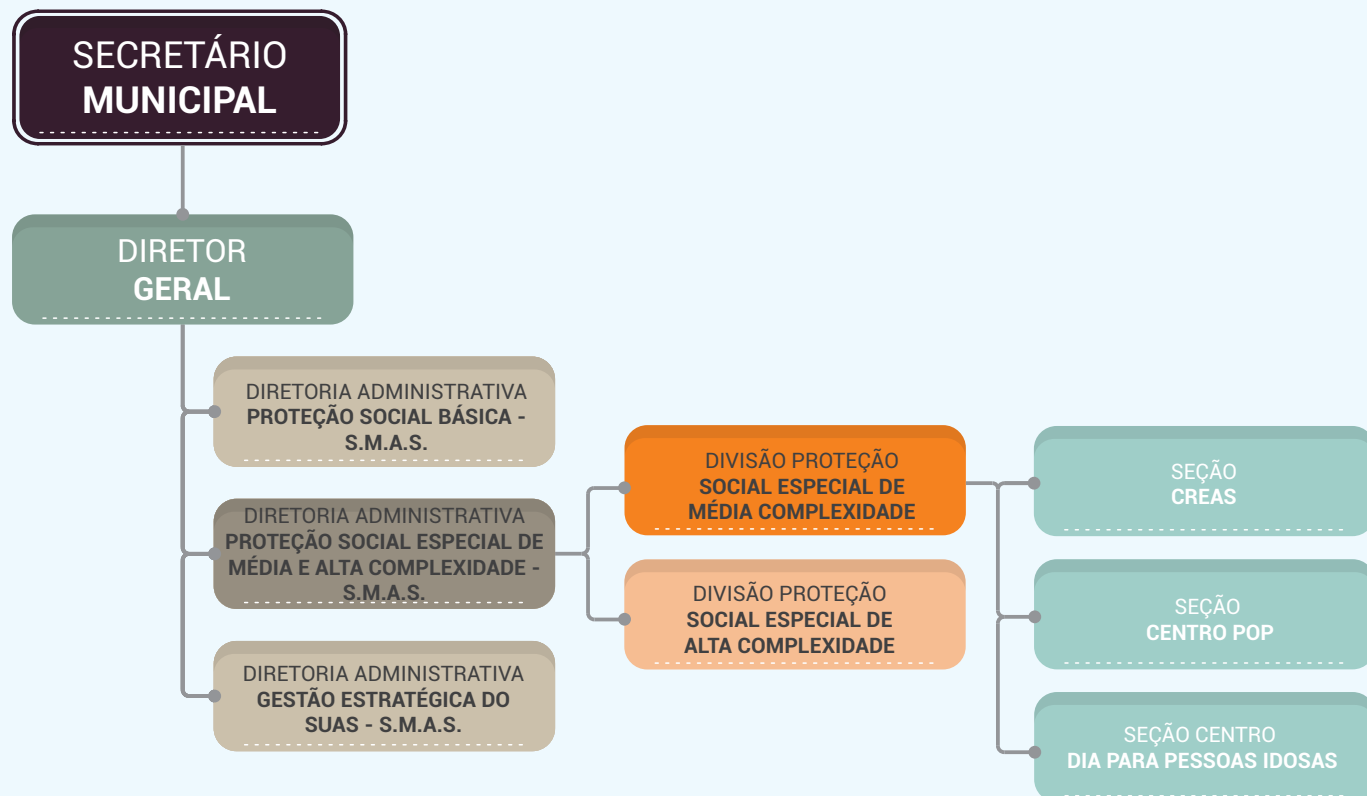 SECRETÁRIO
MUNICIPAL
DIRETOR
GERAL
DIRETORIA ADMINISTRATIVA
PROTEÇÃO SOCIAL BÁSICA -
S.M.A.S.
DIRETORIA ADMINISTRATIVA
PROTEÇÃO SOCIAL ESPECIAL DE
MÉDIA E ALTA COMPLEXIDADE -
S.M.A.S.
DIRETORIA ADMINISTRATIVA
GESTÃO ESTRATÉGICA DO
SUAS - S.M.A.S.
DIVISÃO PROTEÇÃO
SOCIAL ESPECIAL DE
MÉDIA COMPLEXIDADE
DIVISÃO PROTEÇÃO
SOCIAL ESPECIAL DE
ALTA COMPLEXIDADE
SEÇÃO
CREAS
SEÇÃO
CENTRO POP
SEÇÃO CENTRO
DIA PARA PESSOAS IDOSAS